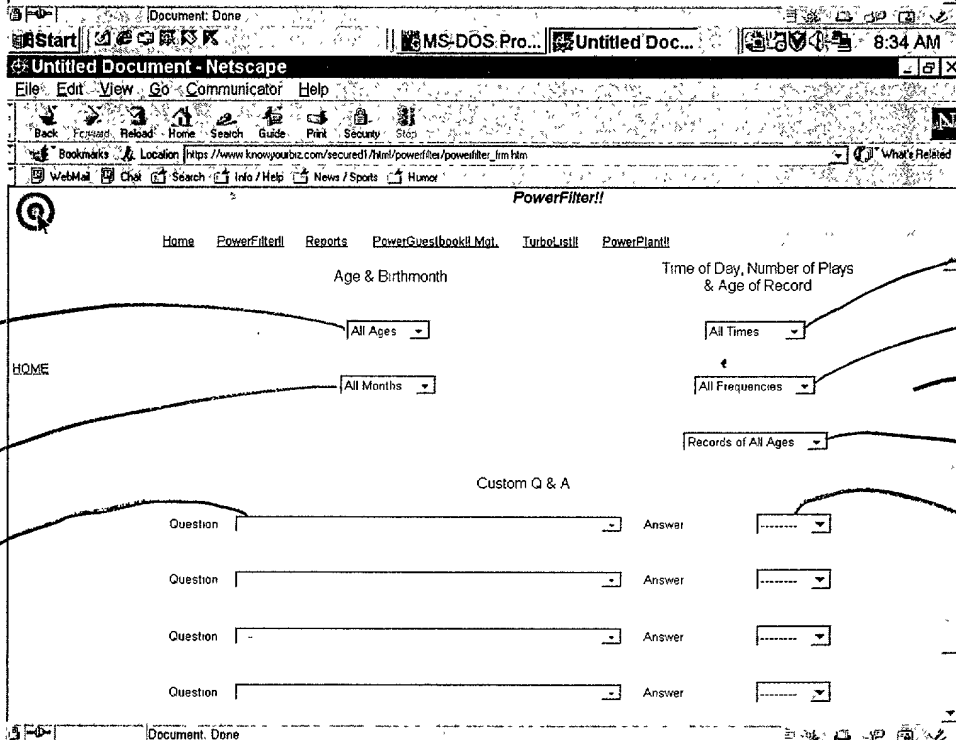 Document: Done
Start MS-DOS Pro... Untitled Doc... 8:34 AM
Untitled Document - Netscape
File Edit View Go Communicator Help
Back Forward Reload Home Search Guide Print Security Stop
Bookmarks Location https://www.knowyourbiz.com/secured1/html/powerfilter/powerfilter_frm.htm What's Related
WebMail Chat Search Info / Help News / Sports Humor
PowerFilter!!
Home PowerFilter!! Reports PowerGuestbook!! Mgt. TurboList!! PowerPlant!!
Age & Birthmonth
Time of Day, Number of Plays
& Age of Record
All Ages All Times
HOME
All Months All Frequencies
Records of All Ages
Custom Q & A
Question Answer -------
Question Answer -------
Question Answer -------
Question Answer -------
Document: Done